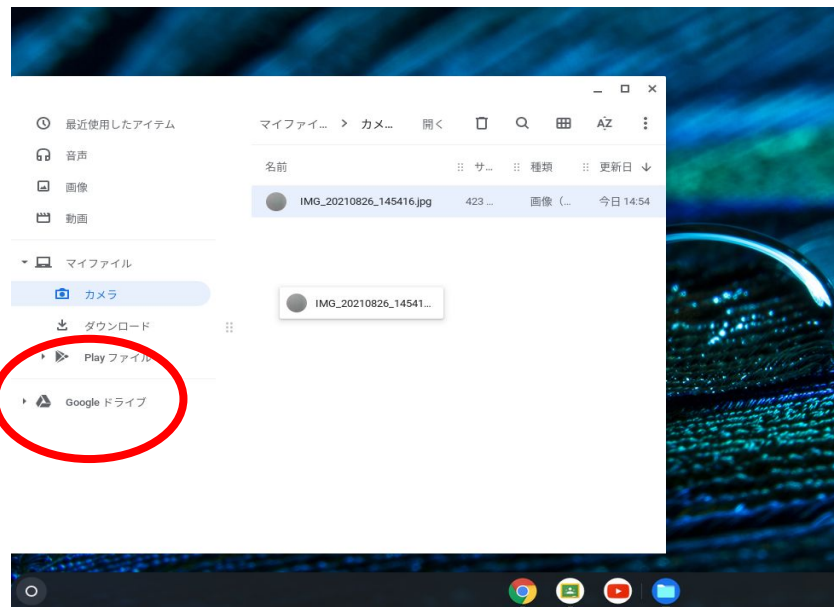 最近使用したアイテム
音声
画像
動画
マイファイル
カメラ
ダウンロード
Play ファイル
Google ドライブ
マイファイ... > カメ... 開く AZ
名前 サ... 種類 更新日
IMG_20210826_145416.jpg 423 ... 画像 (... 今日 14:54
IMG_20210826_14541...